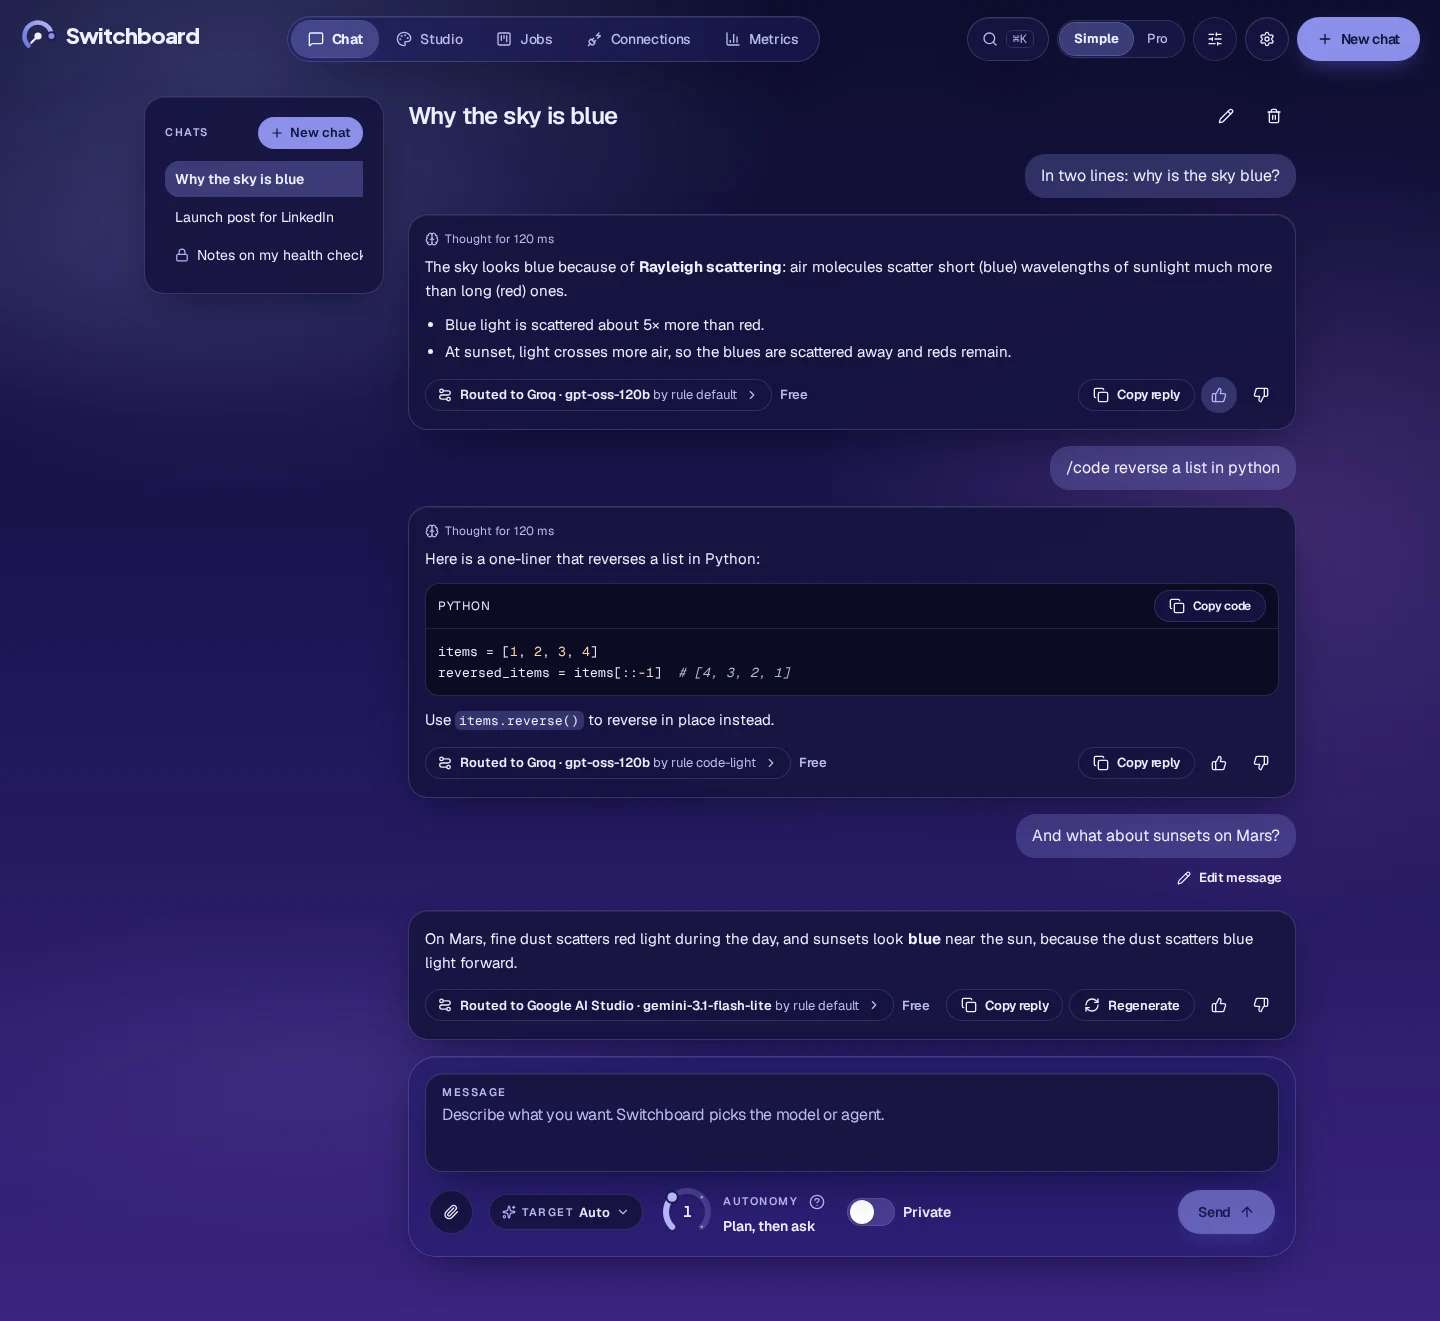 Switchboard
Chat
Studio
Jobs
Connections
Metrics
⌘K
Simple
Pro
New chat
CHATS
New chat
Why the sky is blue
Launch post for LinkedIn
Notes on my health check
Why the sky is blue
In two lines: why is the sky blue?
Thought for 120 ms
The sky looks blue because of Rayleigh scattering: air molecules scatter short (blue) wavelengths of sunlight much more
than long (red) ones.
• Blue light is scattered about 5× more than red.
• At sunset, light crosses more air, so the blues are scattered away and reds remain.
Routed to Groq · gpt-oss-120b by rule default
Free
Copy reply
/code reverse a list in python
Thought for 120 ms
Here is a one-liner that reverses a list in Python:
PYTHON
Copy code
items = [1, 2, 3, 4]
reversed_items = items[::-1]  # [4, 3, 2, 1]
Use items.reverse() to reverse in place instead.
Routed to Groq · gpt-oss-120b by rule code-light
Free
Copy reply
And what about sunsets on Mars?
Edit message
On Mars, fine dust scatters red light during the day, and sunsets look blue near the sun, because the dust scatters blue
light forward.
Routed to Google AI Studio · gemini-3.1-flash-lite by rule default
Free
Copy reply
Regenerate
MESSAGE
Describe what you want. Switchboard picks the model or agent.
TARGET Auto
1
AUTONOMY
Plan, then ask
Private
Send